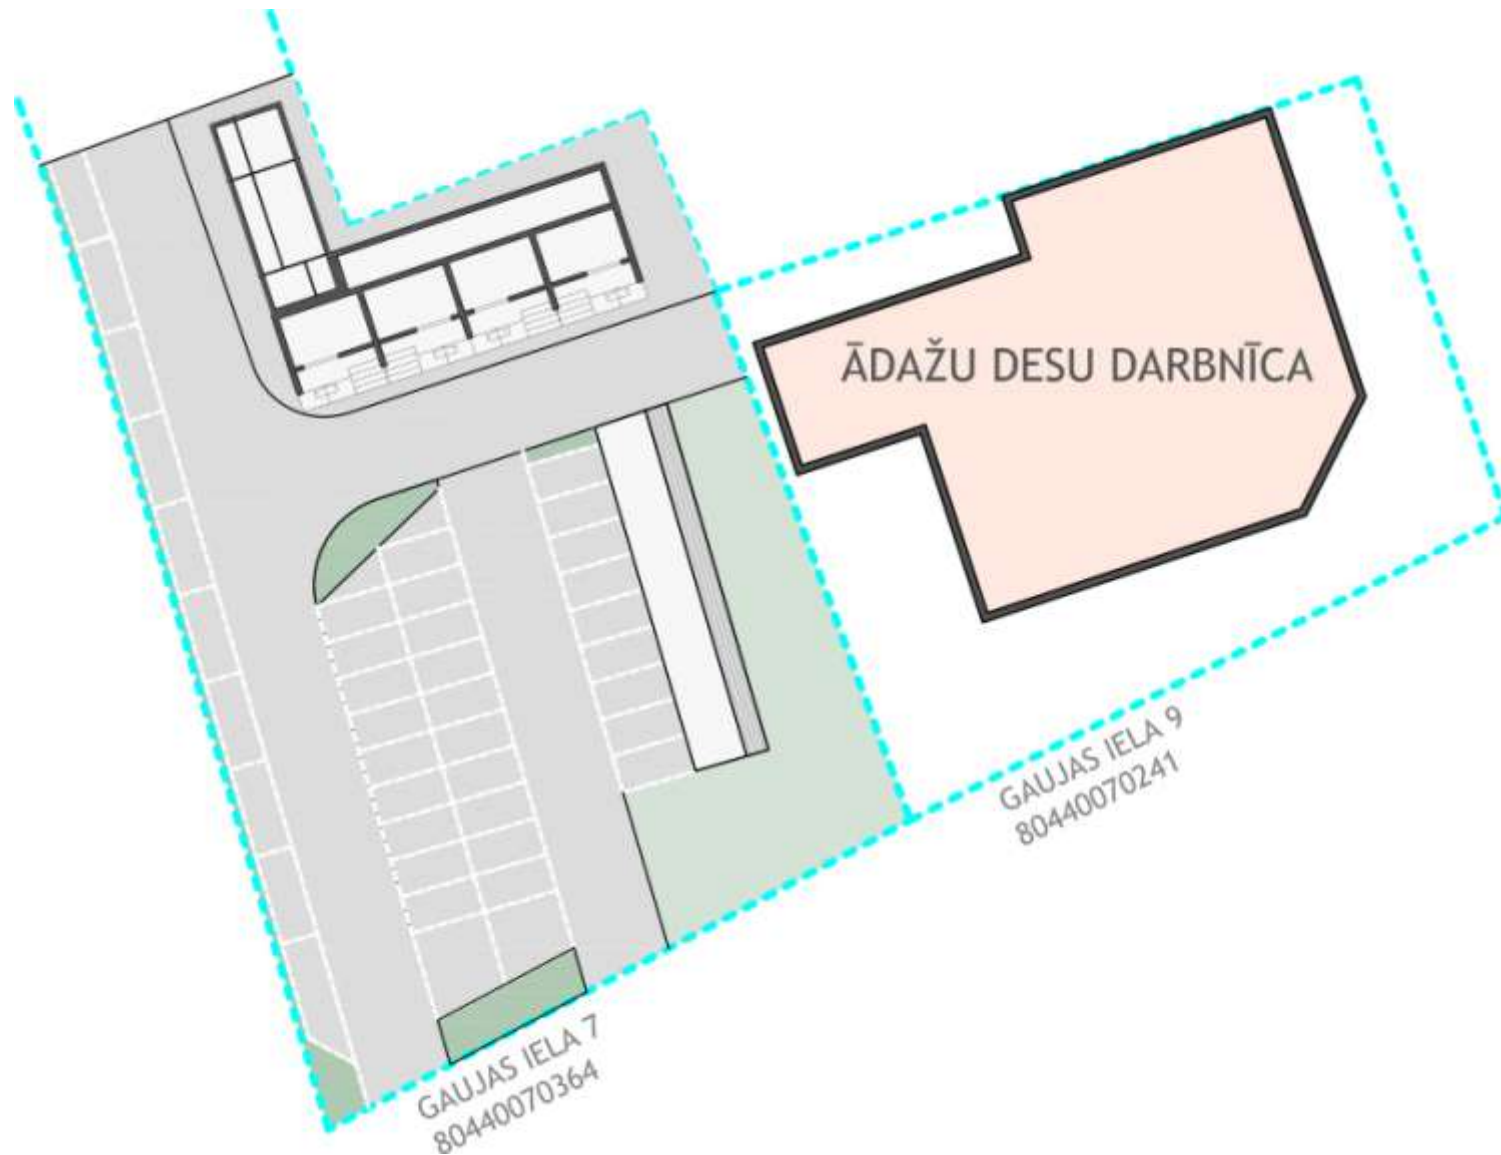 ĀDAŽU DESU DARBNĪCA
GAUJAS IELA 9
80440070241
GAUJAS IELA 7
80440070364